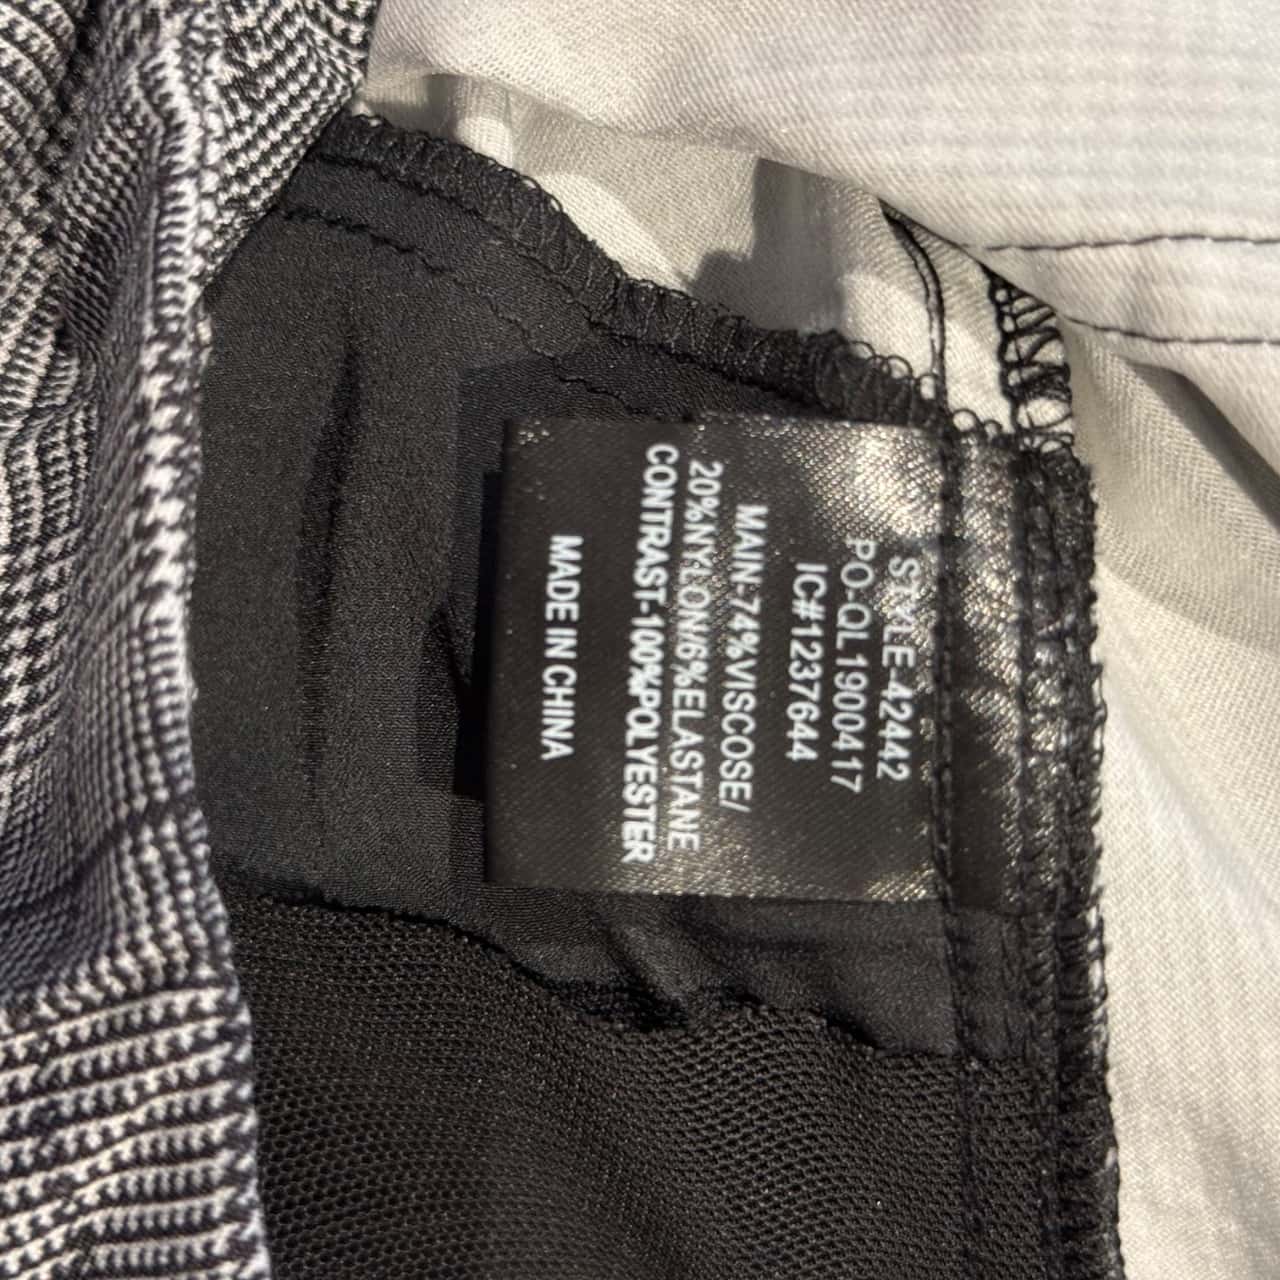 STYLE-42442
PO-QL1900417
IC#1237644
MAIN-74%VISCOSE/
20%NYLON/6%ELASTANE
CONTRAST-100%POLYESTER
MADE IN CHINA